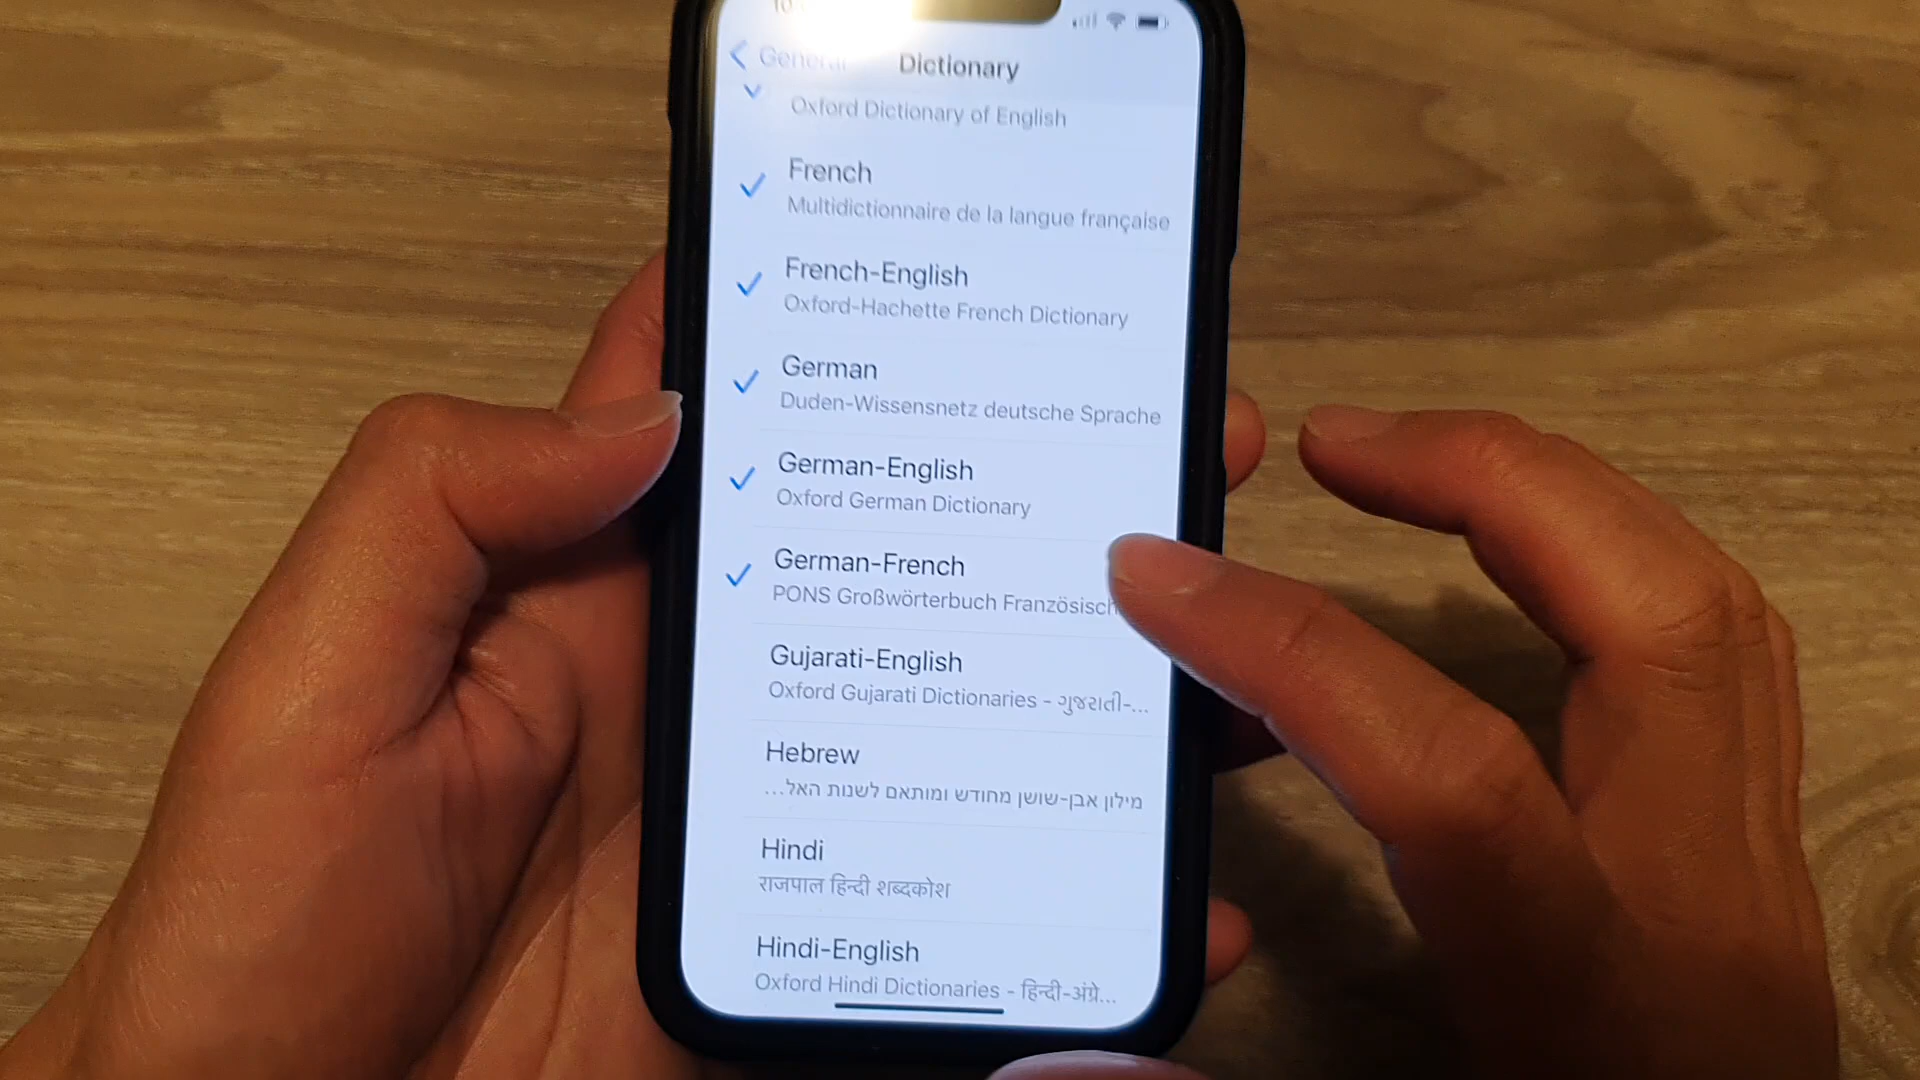 General
Dictionary
Oxford Dictionary of English
French
Multidictionnaire de la langue française
French-English
Oxford-Hachette French Dictionary
German
Duden-Wissensnetz deutsche Sprache
German-English
Oxford German Dictionary
German-French
PONS Großwörterbuch Französisch
Gujarati-English
Oxford Gujarati Dictionaries - ગુજરાતી-...
Hebrew
מילון אבן-שושן מחודש ומותאם לשנות האל...
Hindi
राजपाल हिन्दी शब्दकोश
Hindi-English
Oxford Hindi Dictionaries - हिन्दी-अंग्रे...